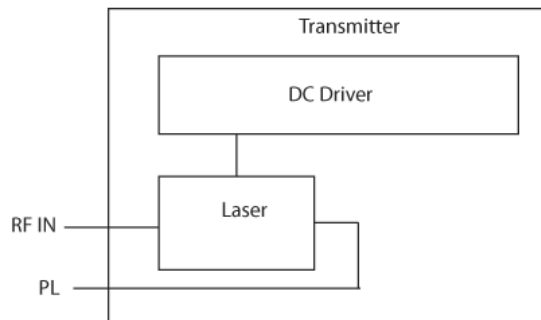 Transmitter
DC Driver
Laser
RF IN
PL